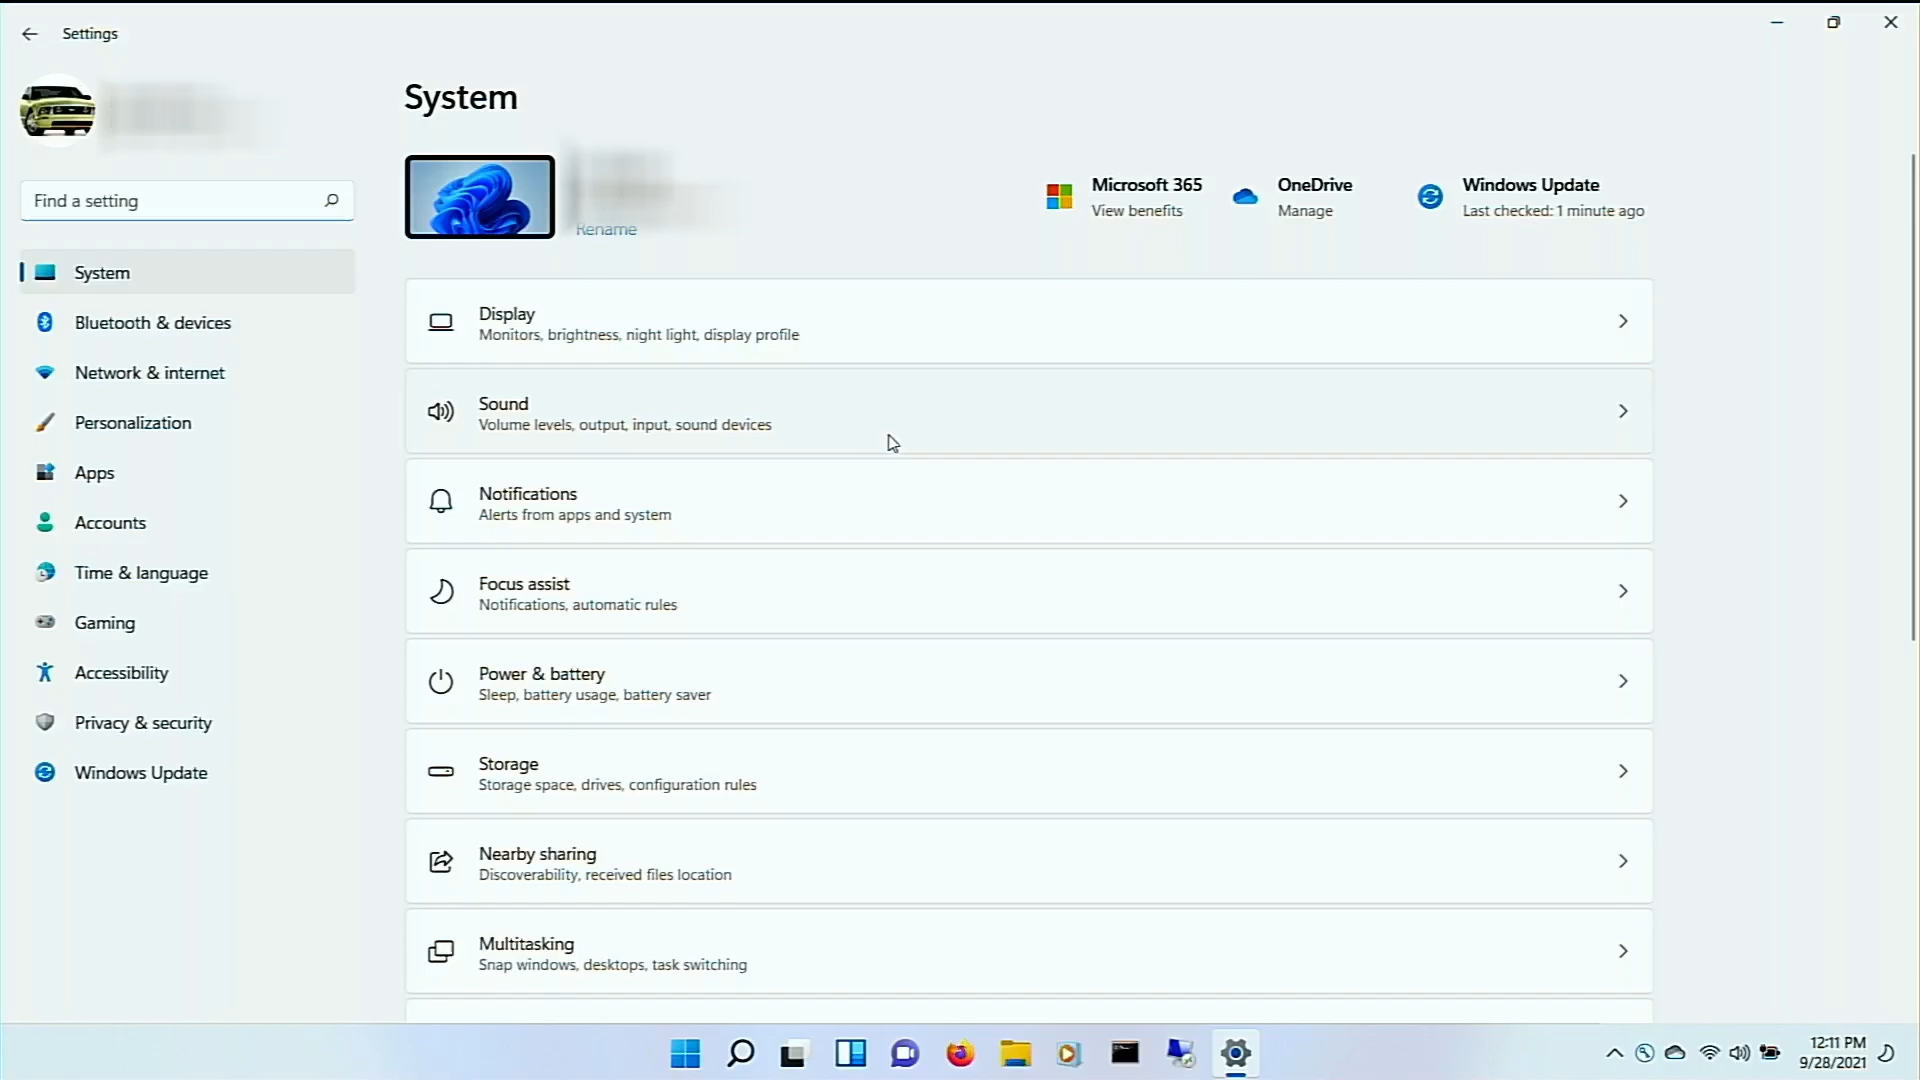 Settings
System
Rename
Microsoft 365
View benefits
OneDrive
Manage
Windows Update
Last checked: 1 minute ago
Find a setting
System
Bluetooth & devices
Network & internet
Personalization
Apps
Accounts
Time & language
Gaming
Accessibility
Privacy & security
Windows Update
Display
Monitors, brightness, night light, display profile
Sound
Volume levels, output, input, sound devices
Notifications
Alerts from apps and system
Focus assist
Notifications, automatic rules
Power & battery
Sleep, battery usage, battery saver
Storage
Storage space, drives, configuration rules
Nearby sharing
Discoverability, received files location
Multitasking
Snap windows, desktops, task switching
12:11 PM
9/28/2021